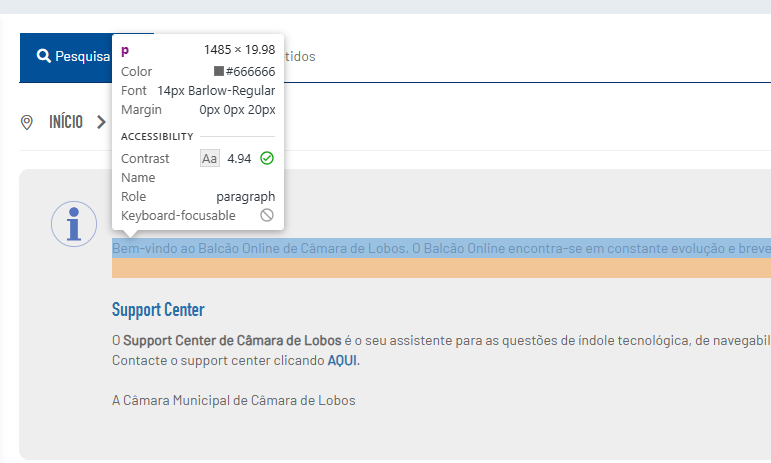 Pesquisa
tidos
p 1485 × 19.98
Color #666666
Font 14px Barlow-Regular
Margin 0px 0px 20px
ACCESSIBILITY
Contrast Aa 4.94
Name
Role paragraph
Keyboard-focusable
INÍCIO
Bem-vindo ao Balcão Online de Câmara de Lobos. O Balcão Online encontra-se em constante evolução e breve
Support Center
O Support Center de Câmara de Lobos é o seu assistente para as questões de índole tecnológica, de navegabil
Contacte o support center clicando AQUI.
A Câmara Municipal de Câmara de Lobos